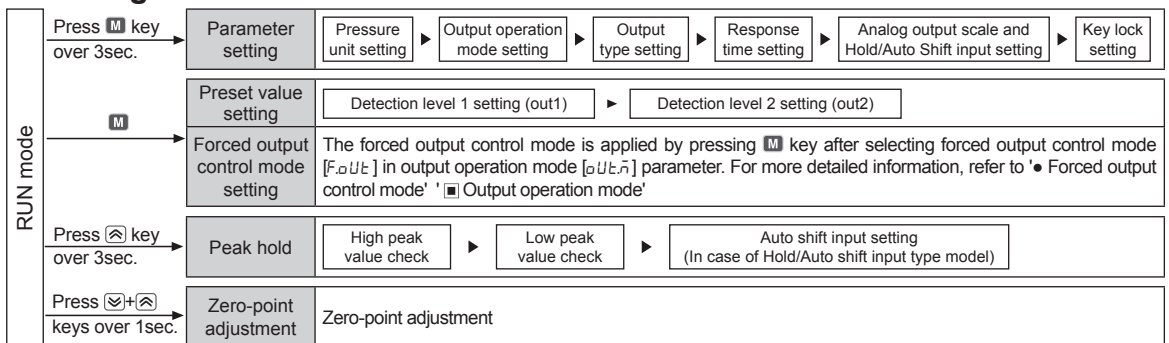 RUN mode
Press M key
over 3sec.
Parameter
setting
Pressure
unit setting
Output operation
mode setting
Output
type setting
Response
time setting
Analog output scale and
Hold/Auto Shift input setting
Key lock
setting
M
Preset value
setting
Detection level 1 setting (out1)
Detection level 2 setting (out2)
Forced output
control mode
setting
The forced output control mode is applied by pressing M key after selecting forced output control mode
[F.oUt] in output operation mode [oUt.m] parameter. For more detailed information, refer to '● Forced output
control mode' ' ▣ Output operation mode'
Press key
over 3sec.
Peak hold
High peak
value check
Low peak
value check
Auto shift input setting
(In case of Hold/Auto shift input type model)
Press +
keys over 1sec.
Zero-point
adjustment
Zero-point adjustment